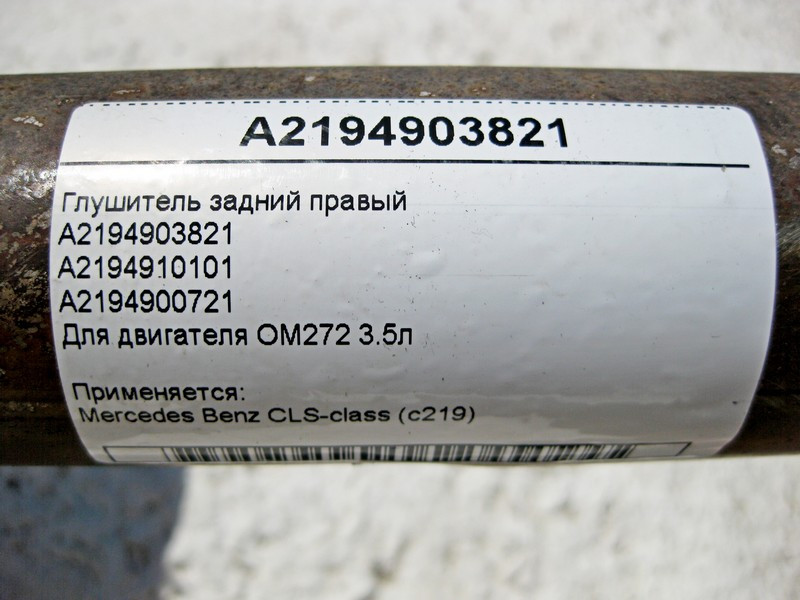 A2194903821
Глушитель задний правый
A2194903821
A2194910101
A2194900721
Для двигателя OM272 3.5л
Применяется:
Mercedes Benz CLS-class (c219)